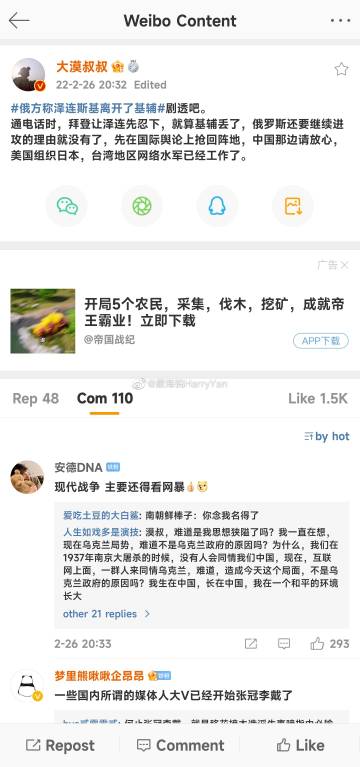 Weibo Content
大漠叔叔
22-2-26 20:32 Edited
#俄方称泽连斯基离开了基辅#剧透吧。
通电话时，拜登让泽连先忍下，就算基辅丢了，俄罗斯还要继续进
攻的理由就没有了，先在国际舆论上抢回阵地，中国那边请放心，
美国组织日本，台湾地区网络水军已经工作了。
广告
开局5个农民，采集，伐木，挖矿，成就帝
王霸业！立即下载
@帝国战纪
APP下载
Rep 48
Com 110
Like 1.5K
by hot
安德DNA
现代战争 主要还得看网暴
爱吃土豆的大白鲨: 南朝鲜棒子：你念我名得了
人生如戏多是演技: 漠叔，难道是我思想狭隘了吗？我一直在想，
现在乌克兰局势，难道不是乌克兰政府的原因吗？为什么，我们在
1937年南京大屠杀的时候，没有人会同情我们中国，现在，互联
网上面，一群人来同情乌克兰，难道，造成今天这个局面，不是乌
克兰政府的原因吗？我生在中国，长在中国，我在一个和平的环境
长大
other 21 replies >
2-26 20:33
293
梦里熊啾啾企昂昂
一些国内所谓的媒体人大V已经开始张冠李戴了
Repost
Comment
Like